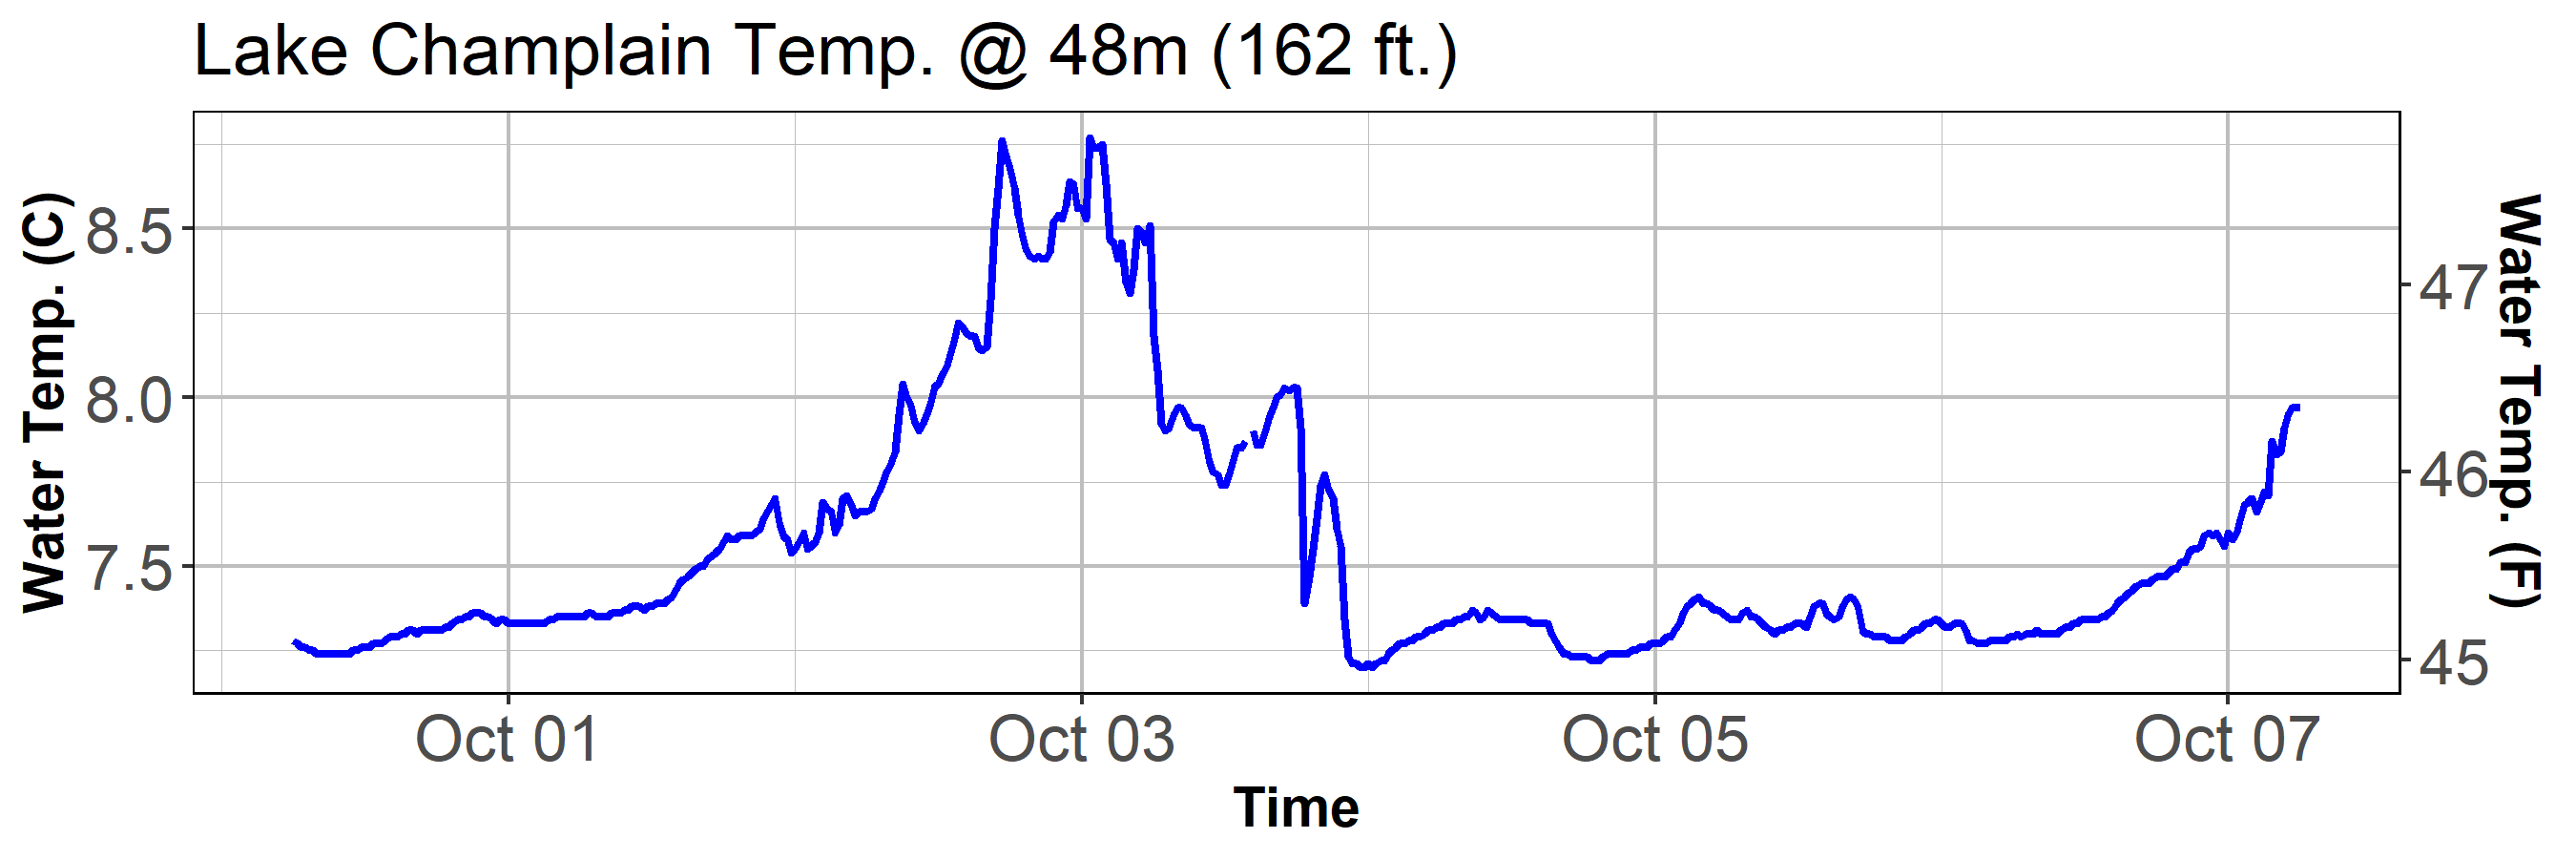 Lake Champlain Temp. @ 48m (162 ft.)
Water Temp. (C)
8.5
8.0
7.5
47
46
45
Water Temp. (F)
Oct 01 Oct 03 Oct 05 Oct 07
Time